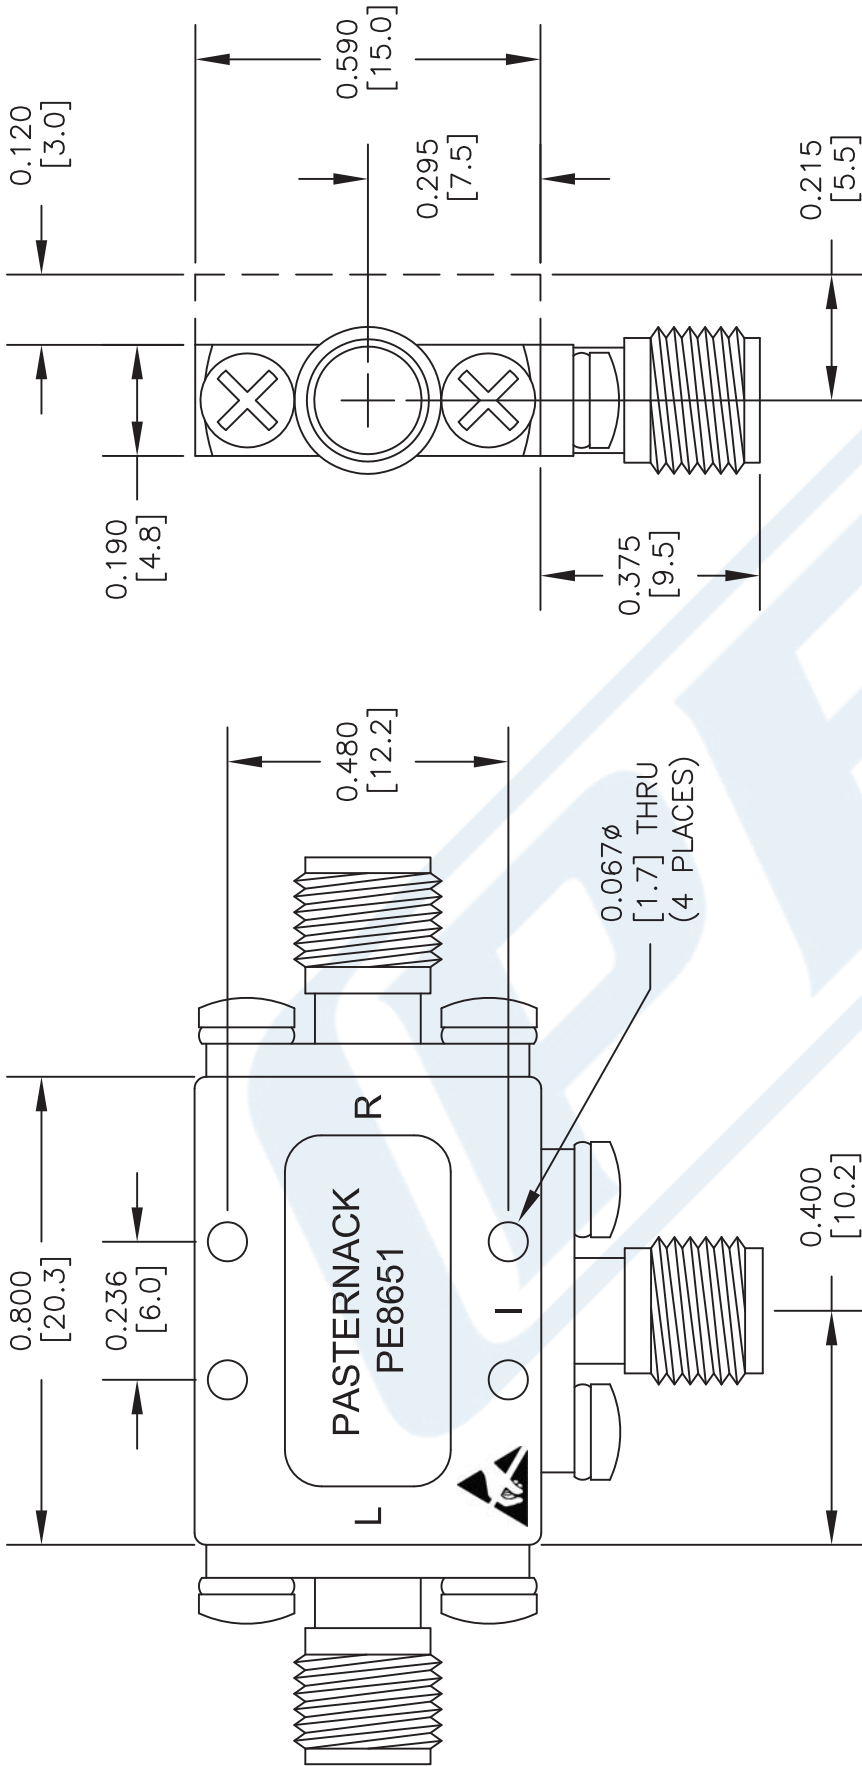 0.800
[20.3]
0.236
[6.0]
L
PASTERNACK
PE8651
R
I
0.480
[12.2]
0.067ø
[1.7] THRU
(4 PLACES)
0.400
[10.2]
0.120
[3.0]
0.190
[4.8]
0.590
[15.0]
0.295
[7.5]
0.375
[9.5]
0.215
[5.5]